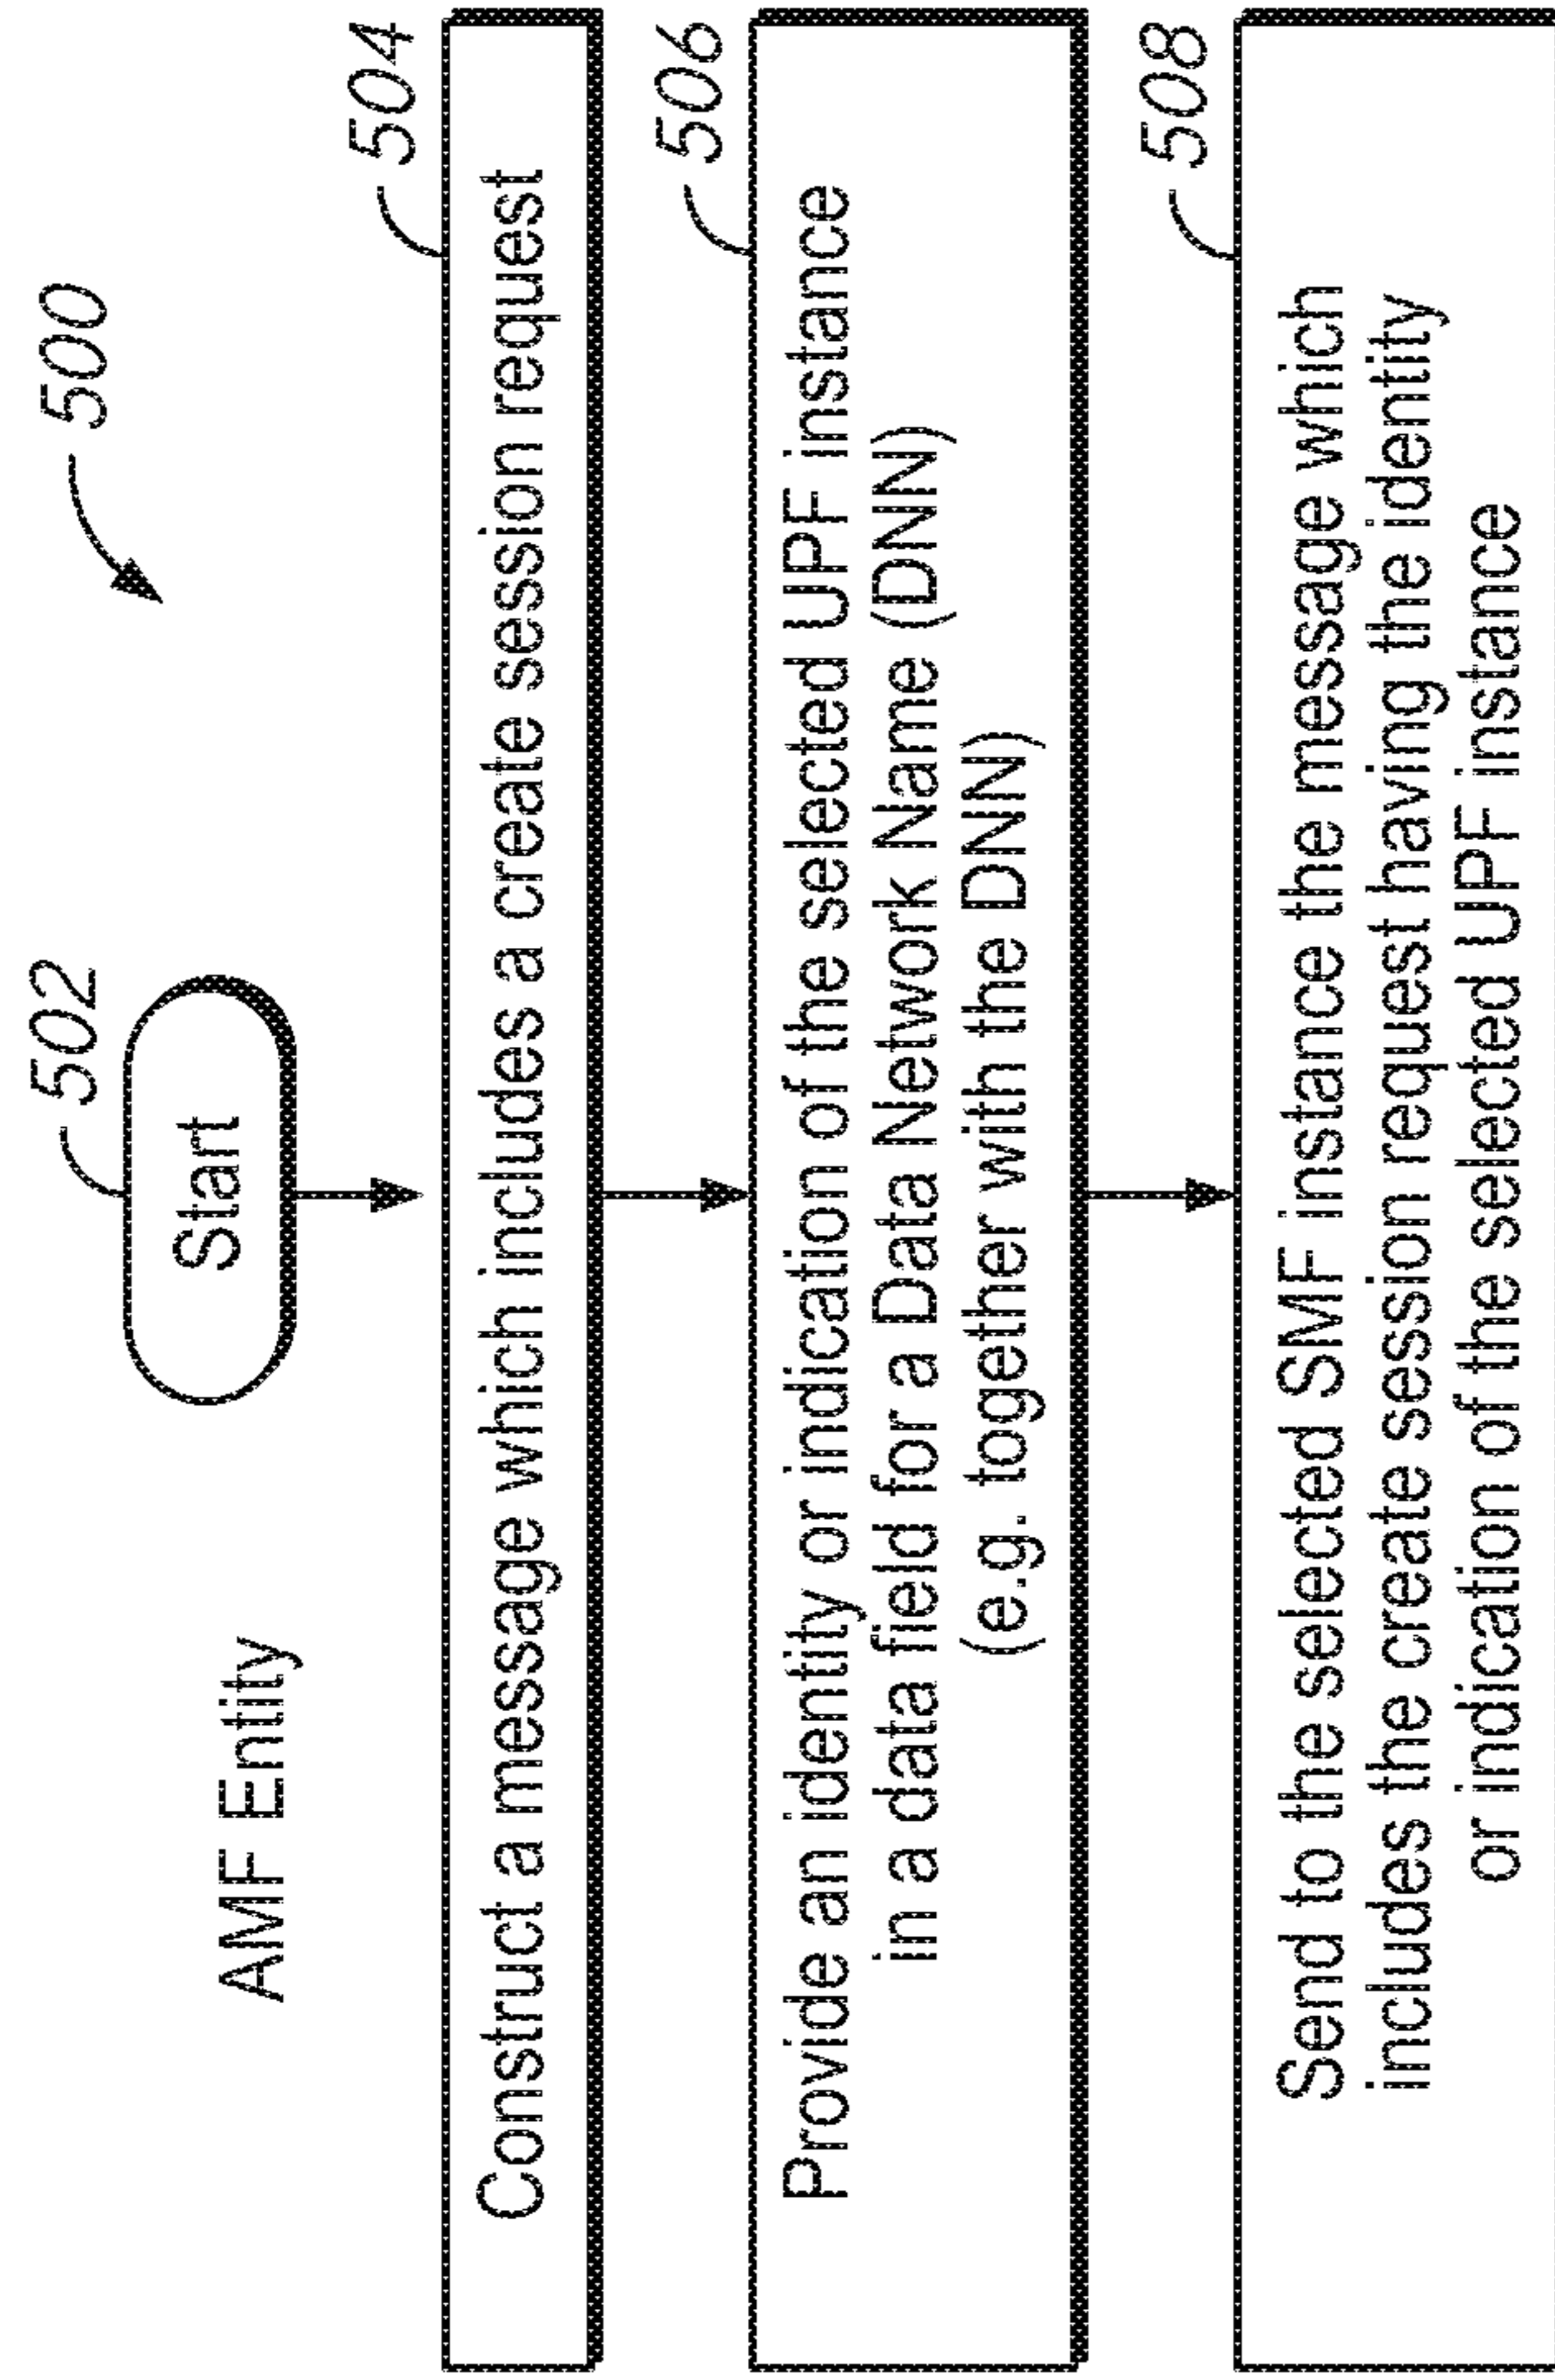 500
AMF Entity
502
Start
504
Construct a message which includes a create session request
506
Provide an identity or indication of the selected UPF instance
in a data field for a Data Network Name (DNN)
(e.g. together with the DNN)
508
Send to the selected SMF instance the message which
includes the create session request having the identity
or indication of the selected UPF instance